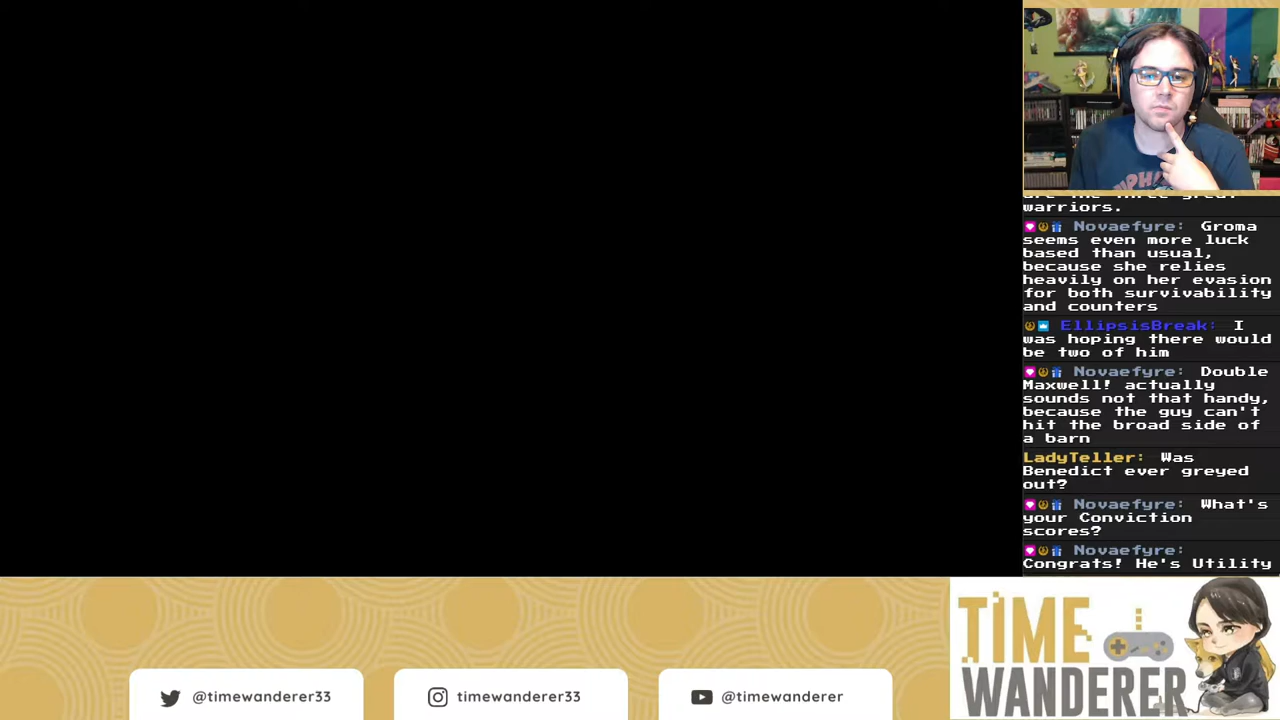 warriors.
Novaefyre: Groma
seems even more luck
based than usual,
because she relies
heavily on her evasion
for both survivability
and counters
EllipsisBreak: I
was hoping there would
be two of him
Novaefyre: Double
Maxwell! actually
sounds not that handy,
because the guy can't
hit the broad side of
a barn
LadyTeller: Was
Benedict ever greyed
out?
Novaefyre: What's
your Conviction
scores?
Novaefyre:
Congrats! He's Utility
TIME
WANDERER
@timewanderer33
timewanderer33
@timewanderer